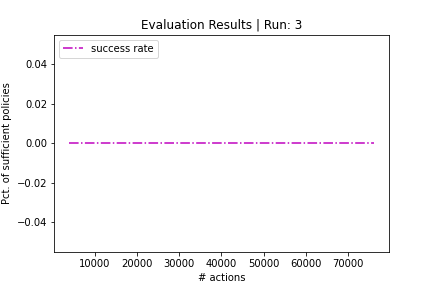 Evaluation Results | Run: 3
success rate
Pct. of sufficient policies
0.04
0.02
0.00
−0.02
−0.04
10000 20000 30000 40000 50000 60000 70000
# actions